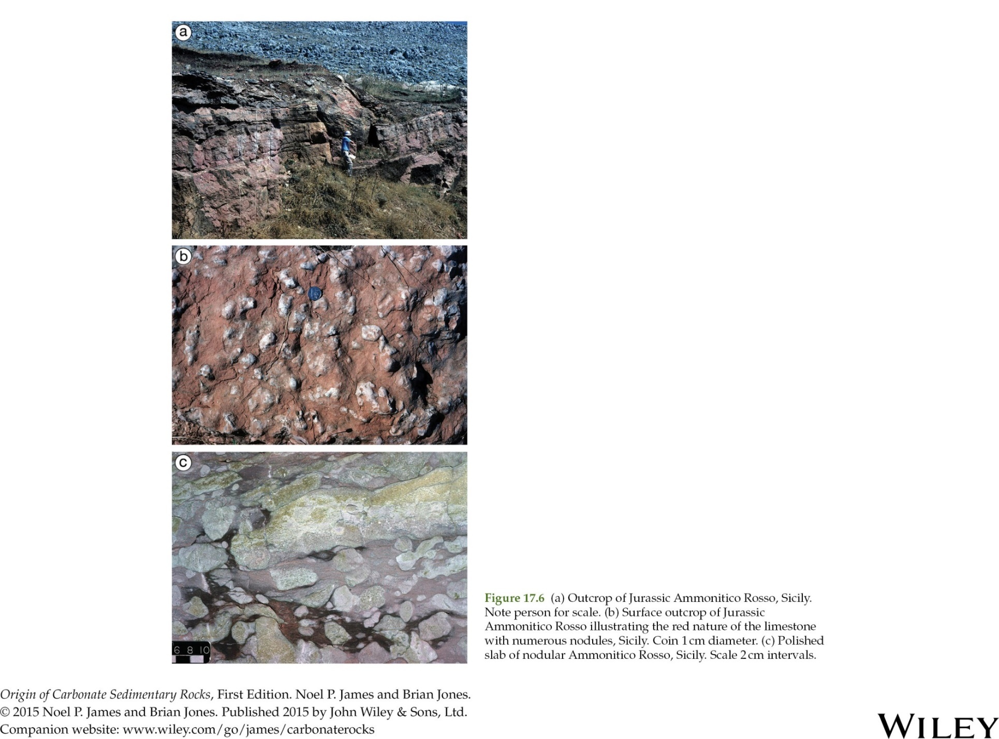 a
b
c
6 8 10
Figure 17.6 (a) Outcrop of Jurassic Ammonitico Rosso, Sicily.
Note person for scale. (b) Surface outcrop of Jurassic
Ammonitico Rosso illustrating the red nature of the limestone
with numerous nodules, Sicily. Coin 1 cm diameter. (c) Polished
slab of nodular Ammonitico Rosso, Sicily. Scale 2 cm intervals.
Origin of Carbonate Sedimentary Rocks, First Edition. Noel P. James and Brian Jones.
© 2015 Noel P. James and Brian Jones. Published 2015 by John Wiley & Sons, Ltd.
Companion website: www.wiley.com/go/james/carbonaterocks
WILEY